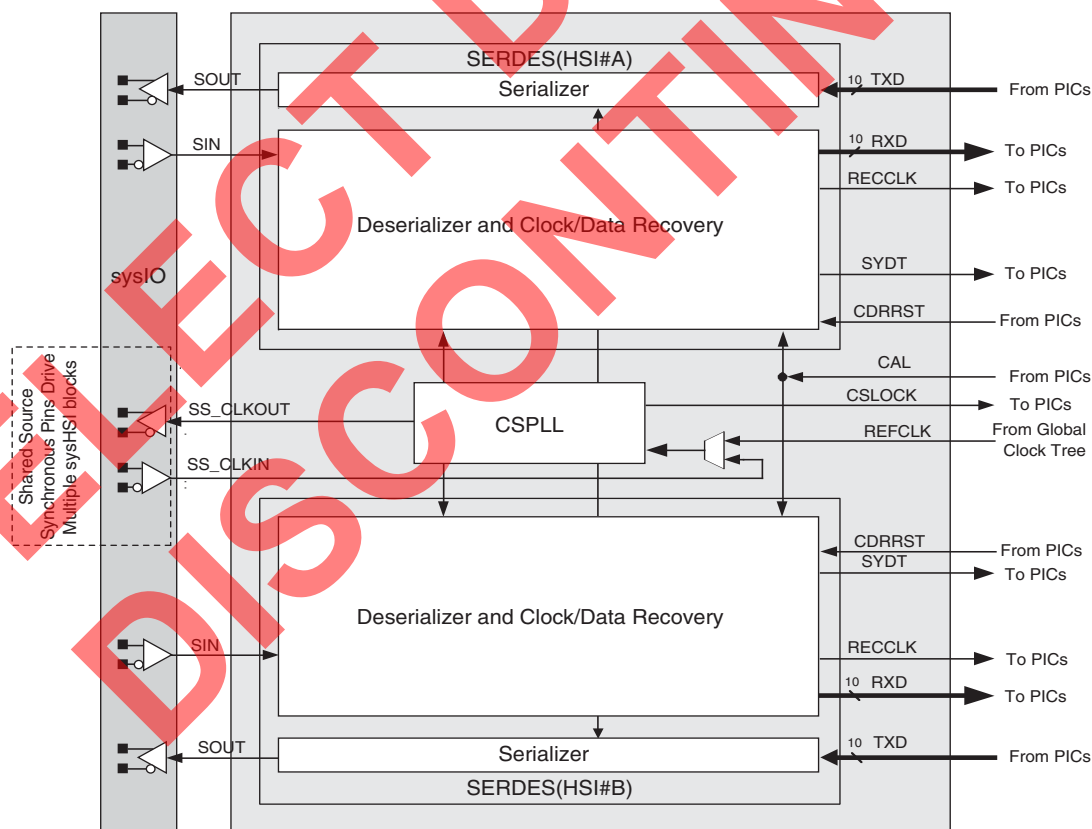 SERDES(HSI#A)
SOUT
Serializer
10 TXD
From PICs
SIN
10 RXD
To PICs
RECCLK
To PICs
Deserializer and Clock/Data Recovery
sysIO
SYDT
To PICs
CDRRST
From PICs
CAL
From PICs
Shared Source
Synchronous Pins Drive
Multiple sysHSI blocks
SS_CLKOUT
CSPLL
CSLOCK
To PICs
REFCLK
From Global
Clock Tree
SS_CLKIN
CDRRST
From PICs
SYDT
To PICs
Deserializer and Clock/Data Recovery
SIN
RECCLK
To PICs
10 RXD
To PICs
SOUT
Serializer
10 TXD
From PICs
SERDES(HSI#B)
ELECT D
DISCONTIN